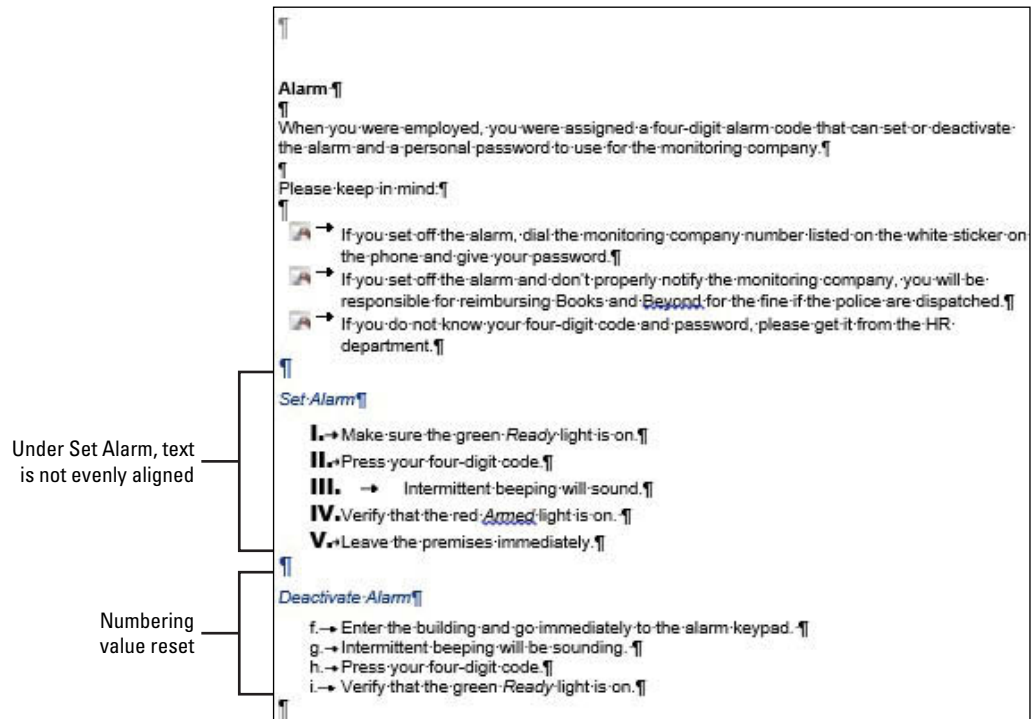 ¶
Alarm·¶
¶
When·you·were·employed,·you·were·assigned·a·four-digit·alarm·code·that·can·set·or·deactivate·
the·alarm·and·a·personal·password·to·use·for·the·monitoring·company.¶
¶
Please·keep·in·mind:¶
¶
→ If·you·set·off·the·alarm,·dial·the·monitoring·company·number·listed·on·the·white·sticker·on·
the·phone·and·give·your·password.¶
→ If·you·set·off·the·alarm·and·don't·properly·notify·the·monitoring·company,·you·will·be·
responsible·for·reimbursing·Books·and·Beyond·for·the·fine·if·the·police·are·dispatched.¶
→ If·you·do·not·know·your·four-digit·code·and·password,·please·get·it·from·the·HR·
department.¶
¶
Set·Alarm¶
I.→Make·sure·the·green·Ready·light·is·on.¶
II.→Press·your·four-digit·code.¶
III. → Intermittent·beeping·will·sound.¶
IV.Verify·that·the·red·Armed·light·is·on.·¶
V.→Leave·the·premises·immediately.¶
Under Set Alarm, text
is not evenly aligned
¶
Deactivate·Alarm¶
f.→Enter·the·building·and·go·immediately·to·the·alarm·keypad.·¶
g.→Intermittent·beeping·will·be·sounding.·¶
h.→Press·your·four-digit·code.¶
i.→Verify·that·the·green·Ready·light·is·on.¶
¶
Numbering
value reset